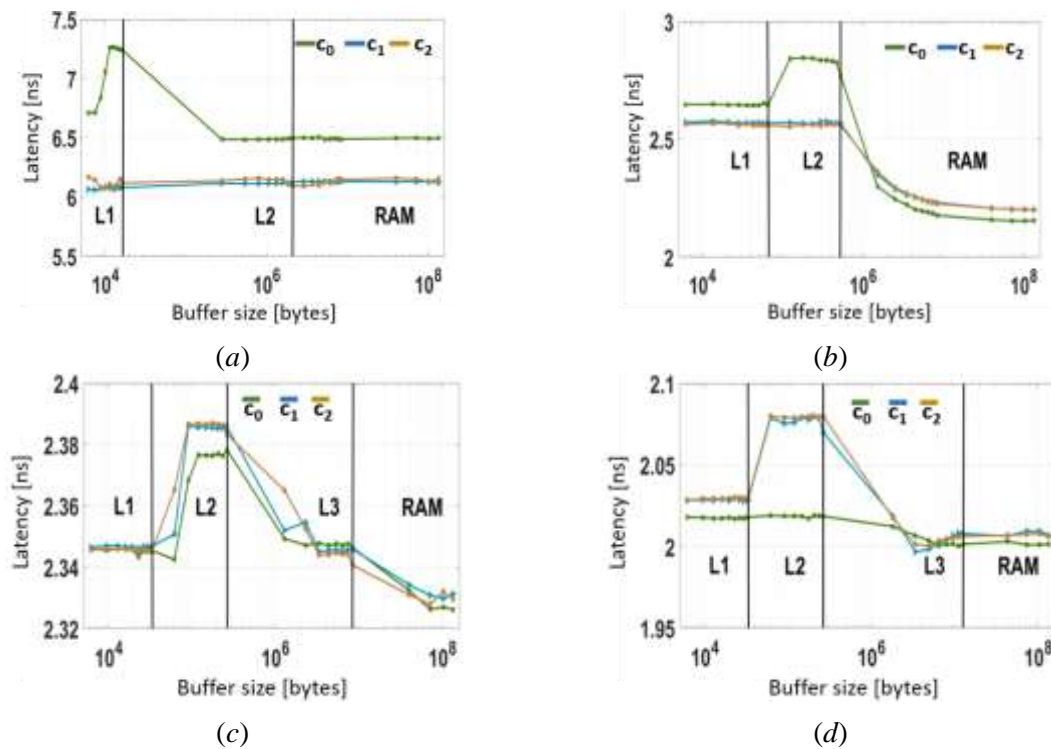 7.5
7
6.5
6
5.5
Latency [ns]
c0 c1 c2
L1
L2
RAM
10^4
10^6
10^8
Buffer size [bytes]
(a)
3
2.5
2
Latency [ns]
c0 c1 c2
L1
L2
RAM
10^4
10^6
10^8
Buffer size [bytes]
(b)
2.4
2.38
2.36
2.34
2.32
Latency [ns]
c0 c1 c2
L1
L2
L3
RAM
10^4
10^6
10^8
Buffer size [bytes]
(c)
2.1
2.05
2
1.95
Latency [ns]
c0 c1 c2
L1
L2
L3
RAM
10^4
10^6
10^8
Buffer size [bytes]
(d)